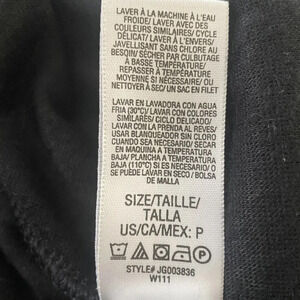 LAVER À LA MACHINE À L'EAU
FROIDE/ LAVER AVEC DES
COULEURS SIMILAIRES/ CYCLE
DÉLICAT/ LAVER À L'ENVERS/
JAVELLISANT SANS CHLORE AU
BESOIN/ SÉCHER PAR CULBUTAGE
À BASSE TEMPÉRATURE/
REPASSER À TEMPÉRATURE
MOYENNE SI NÉCESSAIRE/ OU
NETTOYER À SEC/ UN SAC EN FILET
LAVAR EN LAVADORA CON AGUA
FRIA (30°C)/ LAVAR CON COLORES
SIMILARES/ CICLO DELICADO/
LAVAR CON LA PRENDA AL REVES/
USAR BLANQUEADOR SIN CLORO
CUANDO SEA NECESARIO/ SECAR
EN MAQUINA A TEMPERATURA
BAJA/ PLANCHA A TEMPERATURA
BAJA (110°C) SI ES NECESARIO/ O
SE PUEDE LAVAR EN SECO/ BOLSA
DE MALLA
SIZE/TAILLE/
TALLA
US/CA/MEX: P
STYLE# JG003836
W111